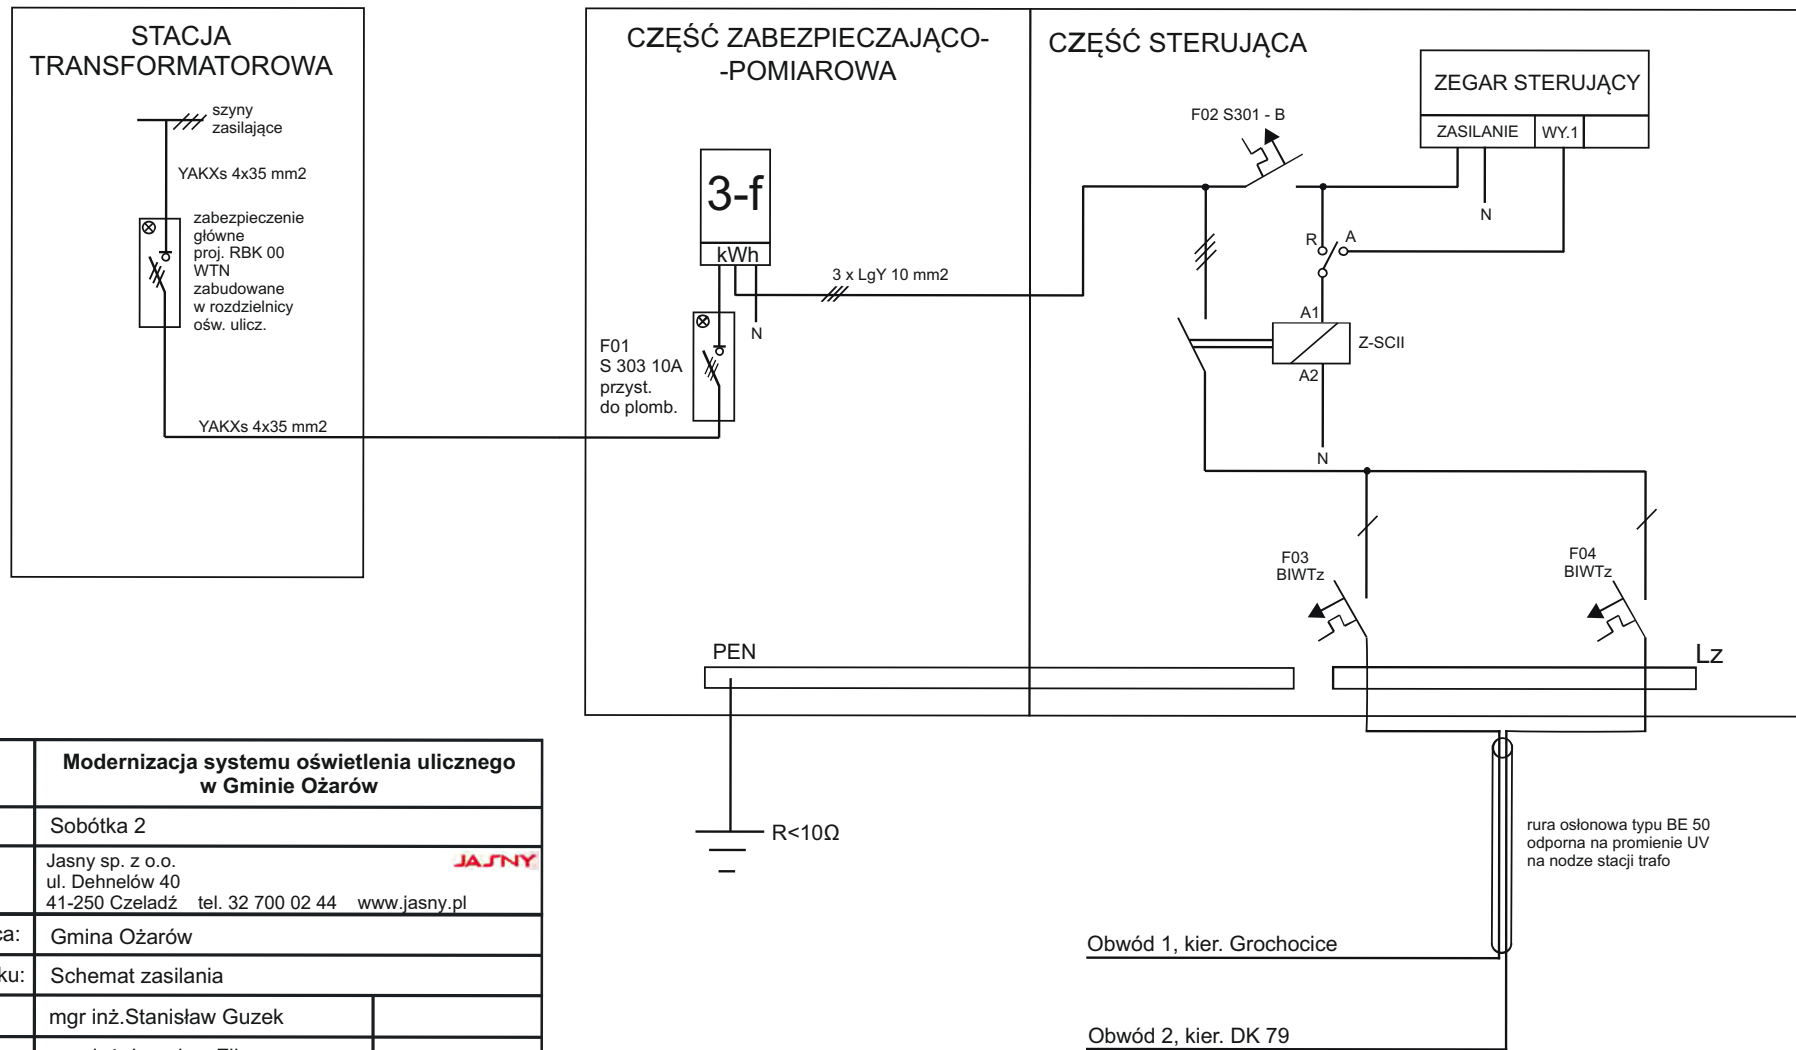 STACJA
TRANSFORMATOROWA
szyny
zasilające
YAKXs 4x35 mm2
zabezpieczenie
główne
proj. RBK 00
WTN
zabudowane
w rozdzielnicy
ośw. ulicz.
YAKXs 4x35 mm2
CZĘŚĆ ZABEZPIECZAJĄCO-
-POMIAROWA
3-f
kWh
N
3 x LgY 10 mm2
F01
S 303 10A
przyst.
do plomb.
PEN
R<10Ω
CZĘŚĆ STERUJĄCA
F02 S301 - B
ZEGAR STERUJĄCY
ZASILANIE WY.1
N
R A
A1
Z-SCII
A2
N
F03
BIWTz
F04
BIWTz
Lz
rura osłonowa typu BE 50
odporna na promienie UV
na nodze stacji trafo
Obwód 1, kier. Grochocice
Obwód 2, kier. DK 79
Modernizacja systemu oświetlenia ulicznego
w Gminie Ożarów
Sobótka 2
Jasny sp. z o.o.
JASNY
ul. Dehnelów 40
41-250 Czeladź tel. 32 700 02 44 www.jasny.pl
Gmina Ożarów
Schemat zasilania
mgr inż.Stanisław Guzek